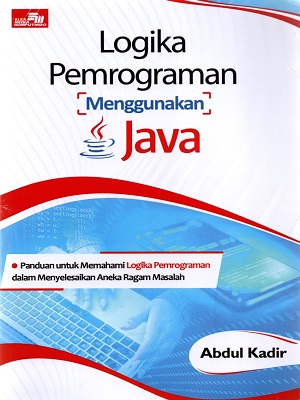 Logika
Pemrograman
[Menggunakan]
Java
• Panduan untuk Memahami Logika Pemrograman
dalam Menyelesaikan Aneka Ragam Masalah
Abdul Kadir